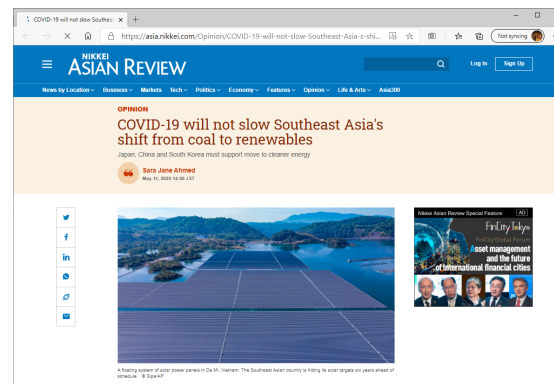 COVID-19 will not slow Southea
Not syncing
https://asia.nikkei.com/Opinion/COVID-19-will-not-slow-Southeast-Asia-s-shi...
NIKKEI
ASIAN REVIEW
Log In
Sign Up
News by Location
Business
Markets
Tech
Politics
Economy
Features
Opinion
Life & Arts
Asia300
OPINION
COVID-19 will not slow Southeast Asia's
shift from coal to renewables
Japan, China and South Korea must support move to cleaner energy
Sara Jane Ahmed
May 11, 2020 14:00 JST
Nikkei Asian Review Special Feature
AD
FinCity Tokyo
FinCity Global Forum
Asset management
and the future
of international financial cities
A floating system of solar power panels in Da Mi, Vietnam: The Southeast Asian country is hitting its solar targets six years ahead of
schedule. © Sipa/AP